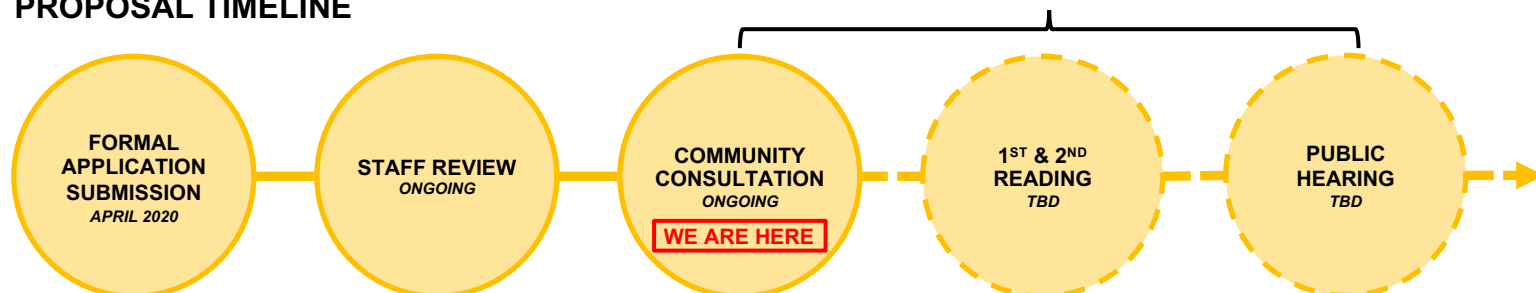 PROPOSAL TIMELINE
FORMAL
APPLICATION
SUBMISSION
APRIL 2020
STAFF REVIEW
ONGOING
COMMUNITY
CONSULTATION
ONGOING
WE ARE HERE
1ST & 2ND
READING
TBD
PUBLIC
HEARING
TBD